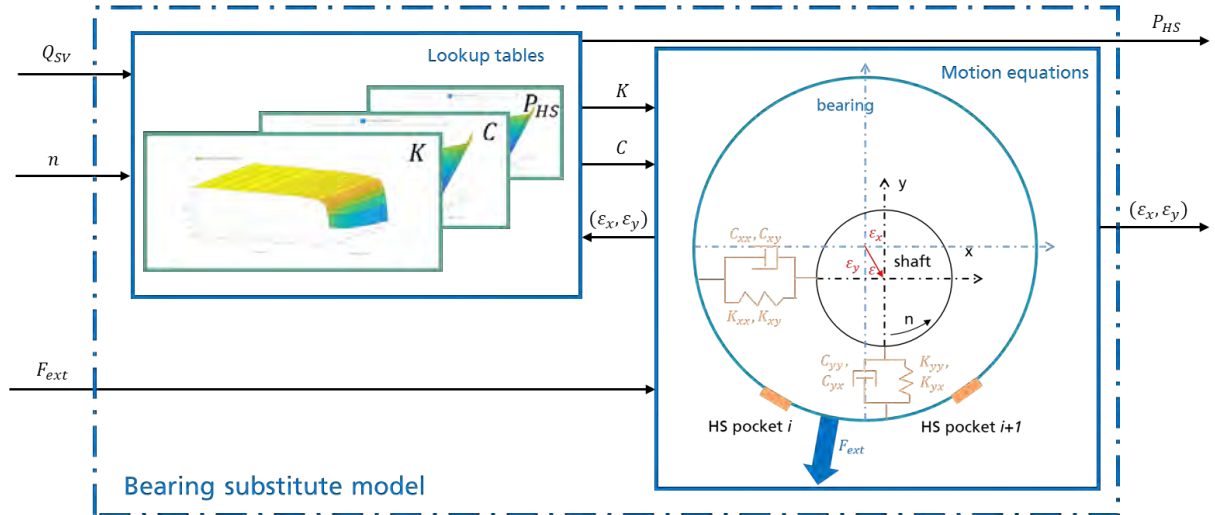 P_HS
Q_SV
Lookup tables
Motion equations
K
bearing
P_HS
C
K
C
n
y
(ε_x, ε_y)
(ε_x, ε_y)
C_xx, C_xy
ε_x
x
ε_y
ε
shaft
K_xx, K_xy
n
F_ext
C_yy,
C_yx
K_yy,
K_yx
HS pocket i
HS pocket i+1
F_ext
Bearing substitute model